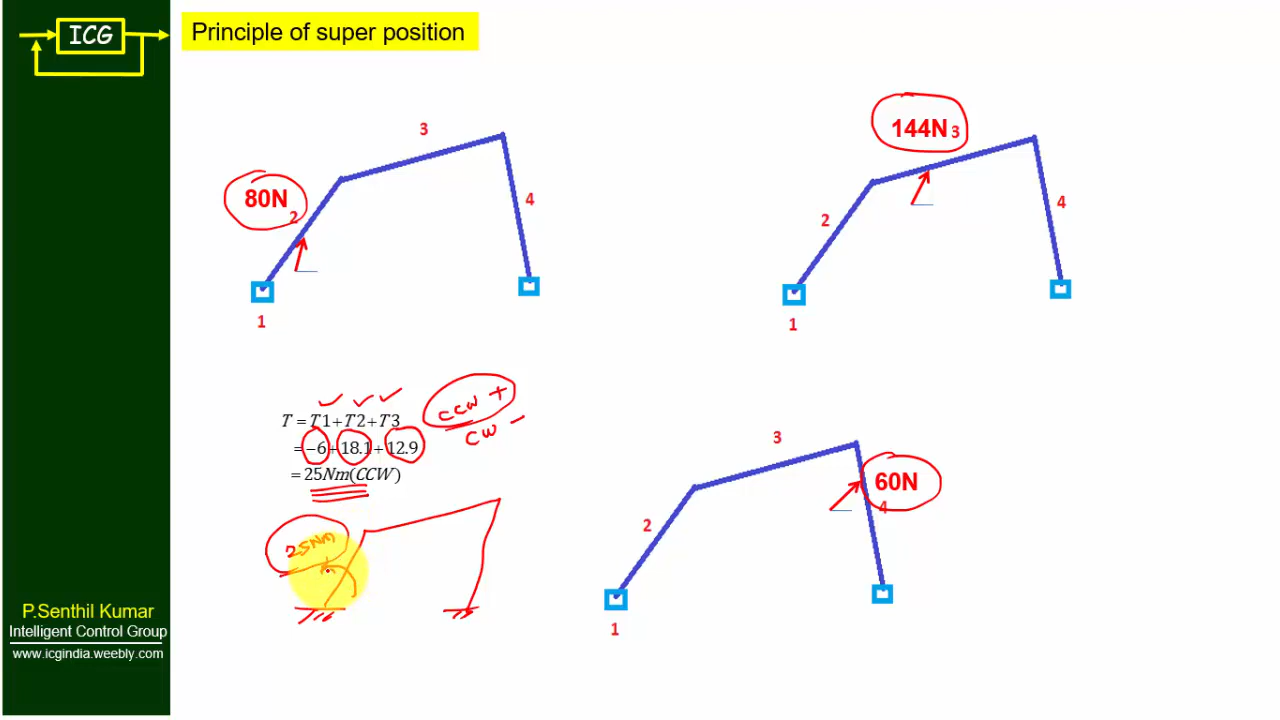 ICG
Principle of super position
3
80N
2
4
1
144N 3
2
4
1
T = T1+T2+T3
= −6+18.1+12.9
= 25Nm(CCW)
CCW +
CW −
25Nm
3
60N
4
2
1
P.Senthil Kumar
Intelligent Control Group
www.icgindia.weebly.com